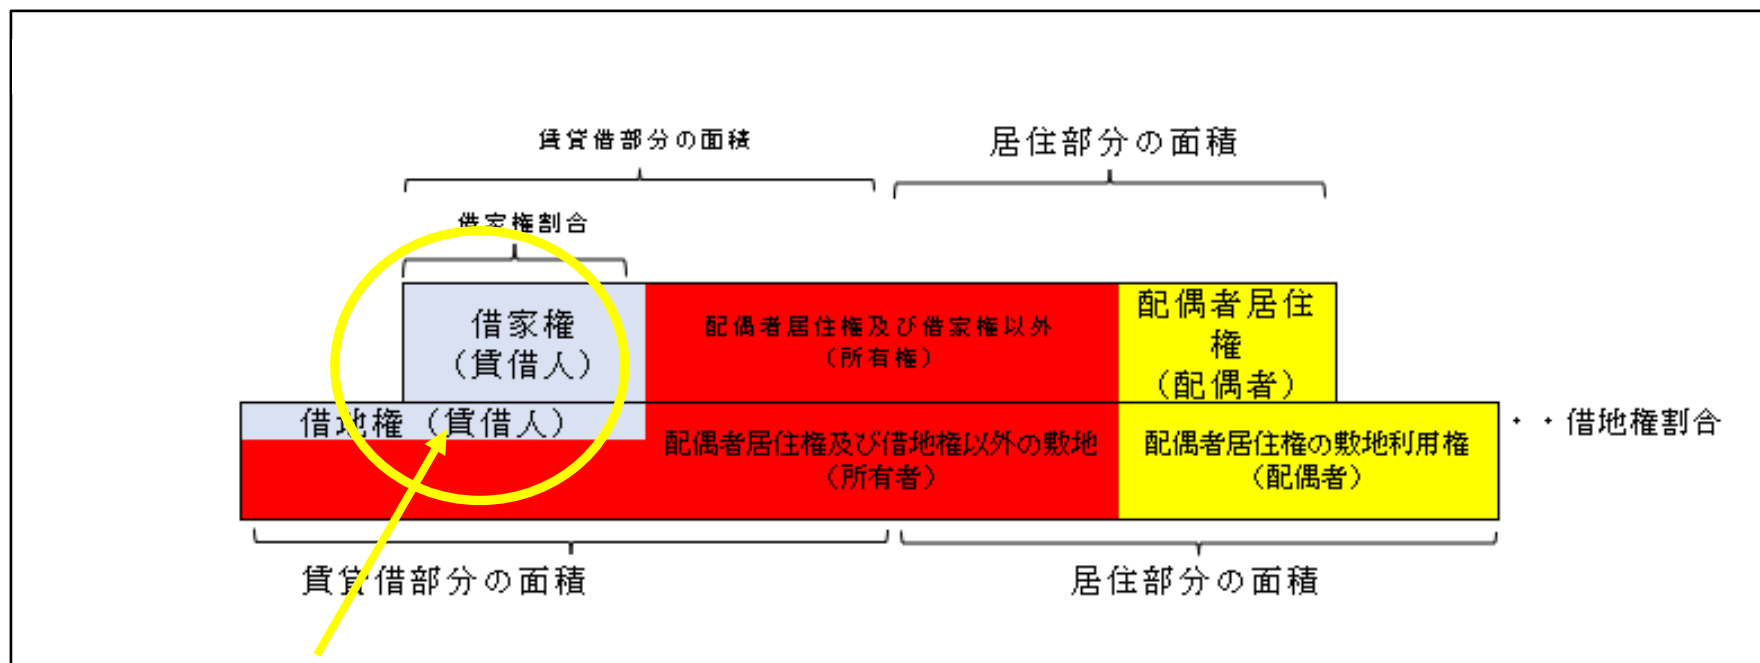 賃貸借部分の面積
居住部分の面積
借家権割合
借家権
（賃借人）
配偶者居住権及び借家権以外
（所有権）
配偶者居住
権
（配偶者）
借地権（賃借人）
配偶者居住権及び借地権以外の敷地
（所有者）
配偶者居住権の敷地利用権
（配偶者）
・・借地権割合
賃貸借部分の面積
居住部分の面積